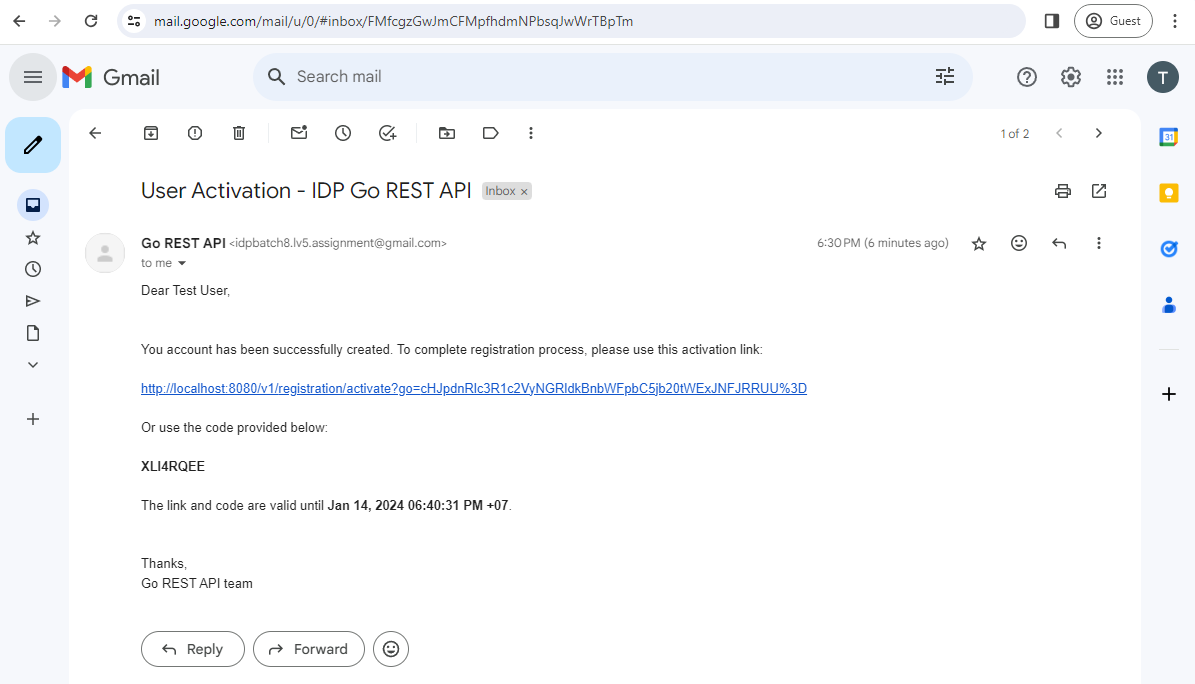 mail.google.com/mail/u/0/#inbox/FMfcgzGwJmCFMpfhdmNPbsqJwWrTBpTm
Guest
Gmail
Search mail
T
1 of 2
31
User Activation - IDP Go REST API
Inbox ×
Go REST API <idpbatch8.lv5.assignment@gmail.com>
6:30 PM (6 minutes ago)
to me
Dear Test User,
You account has been successfully created. To complete registration process, please use this activation link:
http://localhost:8080/v1/registration/activate?go=cHJpdnRlc3R1c2VyNGRldkBnbWFpbC5jb20tWExJNFJRRUU%3D
Or use the code provided below:
XLI4RQEE
The link and code are valid until Jan 14, 2024 06:40:31 PM +07.
Thanks,
Go REST API team
Reply
Forward